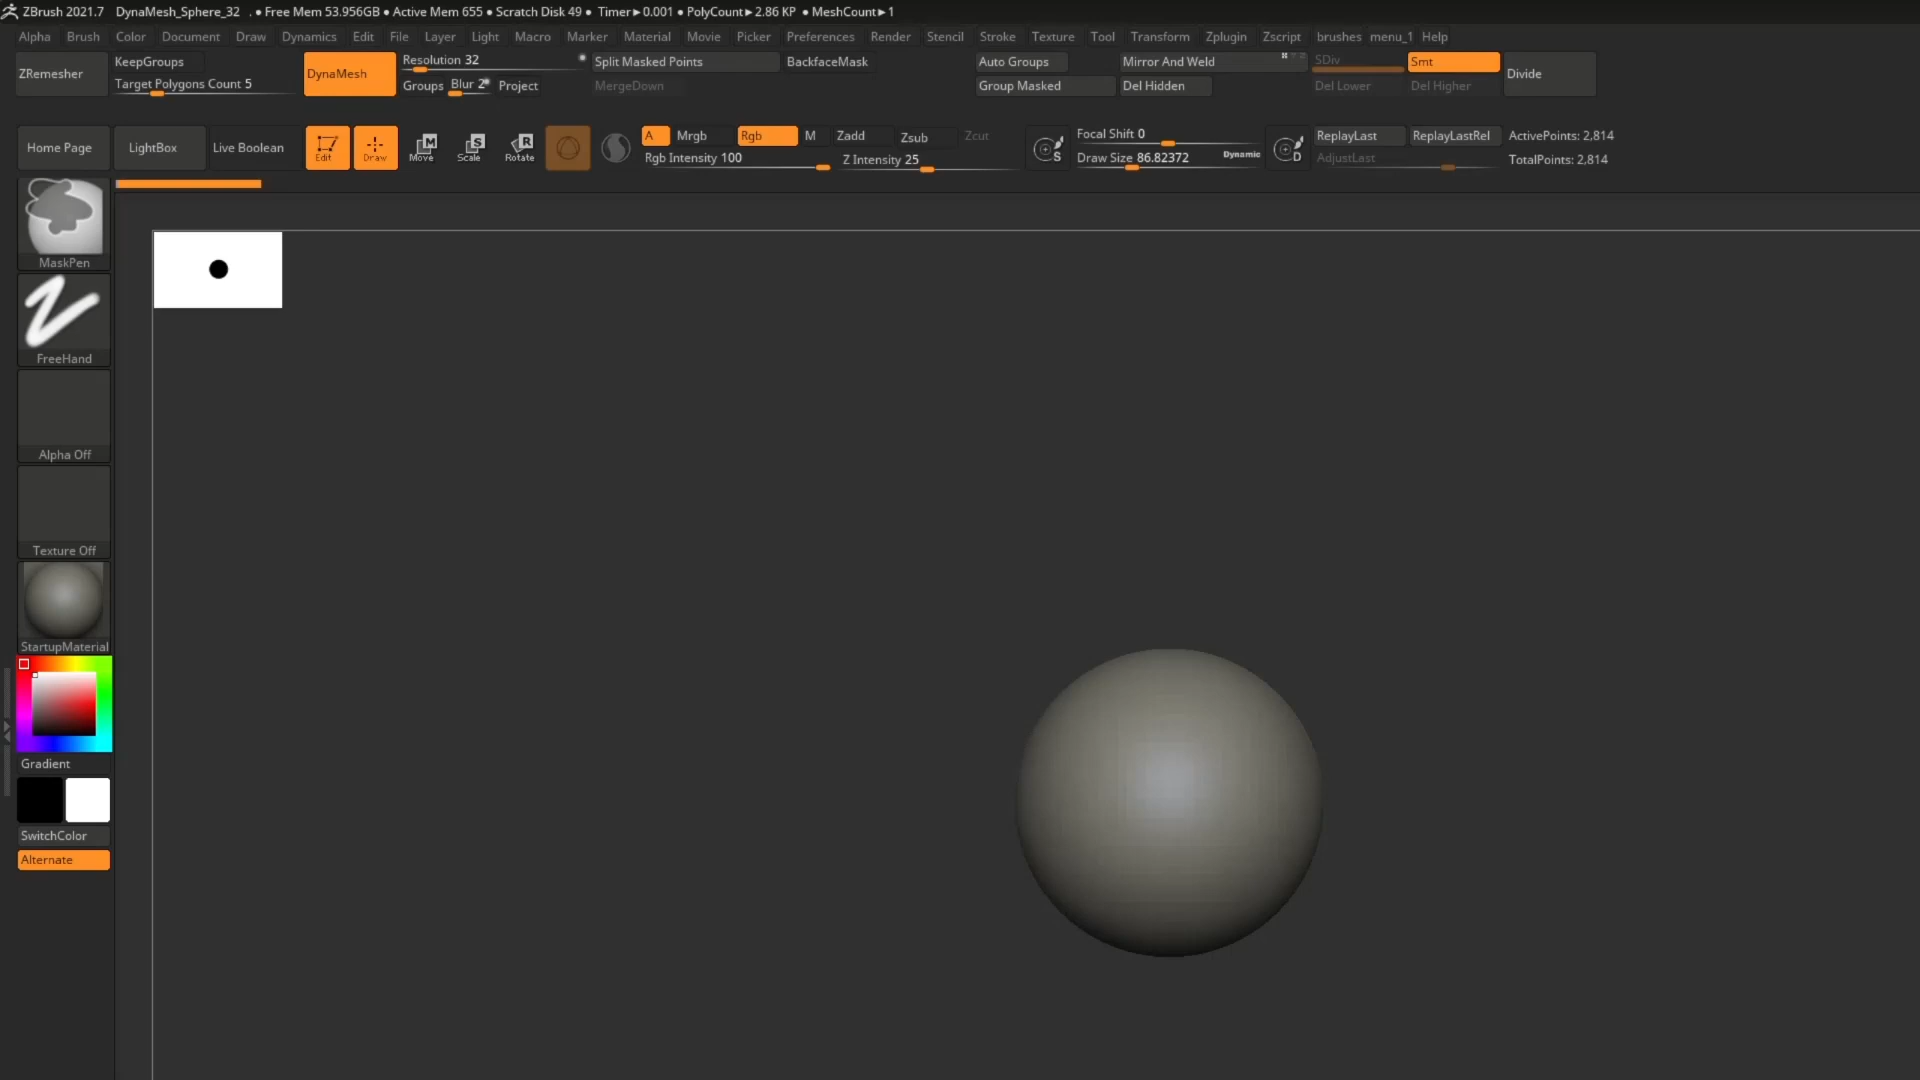 ZBrush 2021.7 DynaMesh_Sphere_32 . • Free Mem 53.956GB • Active Mem 655 • Scratch Disk 49 • Timer►0.001 • PolyCount►2.86 KP • MeshCount►1
Alpha Brush Color Document Draw Dynamics Edit File Layer Light Macro Marker Material Movie Picker Preferences Render Stencil Stroke Texture Tool Transform Zplugin Zscript brushes menu_1 Help
ZRemesher KeepGroups DynaMesh Resolution 32 Split Masked Points BackfaceMask Auto Groups Mirror And Weld SDiv Smt Divide
Target Polygons Count 5 Groups Blur 2 Project MergeDown Group Masked Del Hidden Del Lower Del Higher
Home Page LightBox Live Boolean Edit Draw Move Scale Rotate A Mrgb Rgb M Zadd Zsub Zcut Focal Shift 0 ReplayLast ReplayLastRel ActivePoints: 2,814
Rgb Intensity 100 Z Intensity 25 S Draw Size 86.82372 Dynamic D AdjustLast TotalPoints: 2,814
MaskPen
FreeHand
Alpha Off
Texture Off
StartupMaterial
Gradient
SwitchColor
Alternate